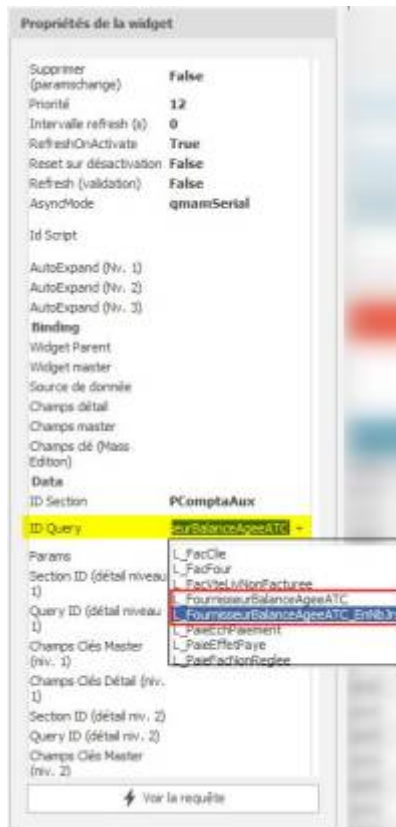 Propriétés de la widget
Supprimer
(paramschange) False
Priorité 12
Intervalle refresh (s) 0
RefreshOnActivate True
Reset sur désactivation False
Refresh (validation) False
AsyncMode qmamSerial
Id Script
AutoExpand (Nv. 1)
AutoExpand (Nv. 2)
AutoExpand (Nv. 3)
Binding
Widget Parent
Widget master
Source de donnée
Champs détail
Champs master
Champs clé (Mass
Edition)
Data
ID Section PComptaAux
ID Query seurBalanceAgeeATC
L_FacClie
L_FacFour
L_FacVteLivNonFacturee
L_FournisseurBalanceAgeeATC
L_FournisseurBalanceAgeeATC_EnNbJr
L_PaieEchPaiement
L_PaieEffetPaye
L_PaieFacNonReglee
Params
Section ID (détail niveau
1)
Query ID (détail niveau
1)
Champs Clés Master
(niv. 1)
Champs Clés Détail (niv.
1)
Section ID (détail niv. 2)
Query ID (détail niv. 2)
Champs Clés Master
(niv. 2)
Voir la requête